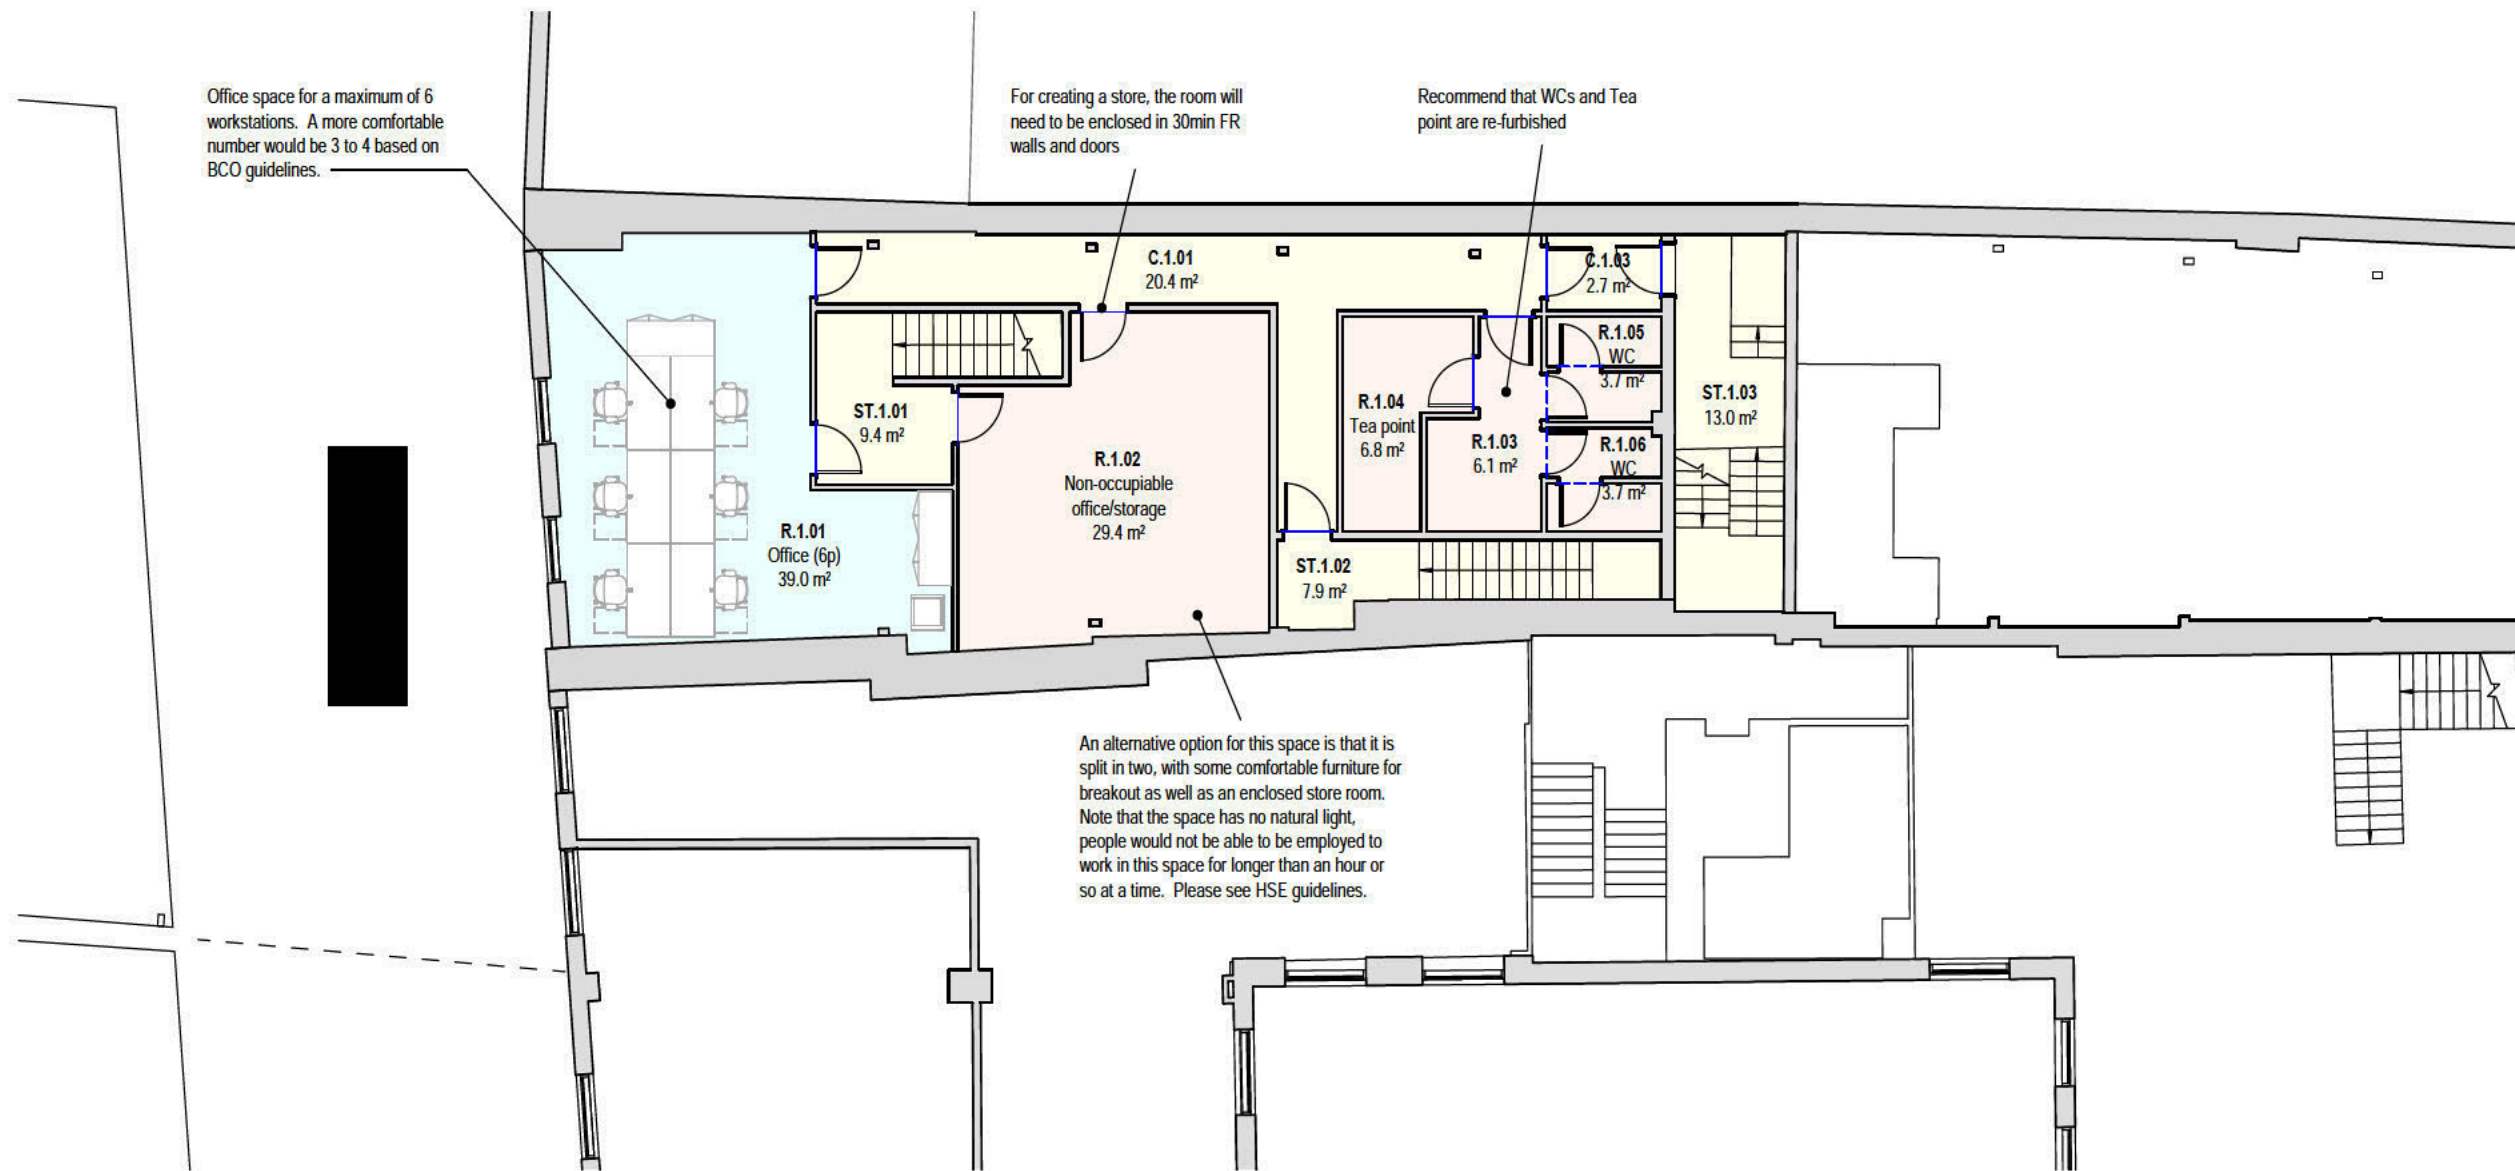 Office space for a maximum of 6
workstations.  A more comfortable
number would be 3 to 4 based on
BCO guidelines.
For creating a store, the room will
need to be enclosed in 30min FR
walls and doors
Recommend that WCs and Tea
point are re-furbished
C.1.01
20.4 m²
C.1.03
2.7 m²
R.1.05
WC
3.7 m²
ST.1.03
13.0 m²
ST.1.01
9.4 m²
R.1.04
Tea point
6.8 m²
R.1.03
6.1 m²
R.1.06
WC
3.7 m²
R.1.02
Non-occupiable
office/storage
29.4 m²
R.1.01
Office (6p)
39.0 m²
ST.1.02
7.9 m²
An alternative option for this space is that it is
split in two, with some comfortable furniture for
breakout as well as an enclosed store room.
Note that the space has no natural light,
people would not be able to be employed to
work in this space for longer than an hour or
so at a time.  Please see HSE guidelines.